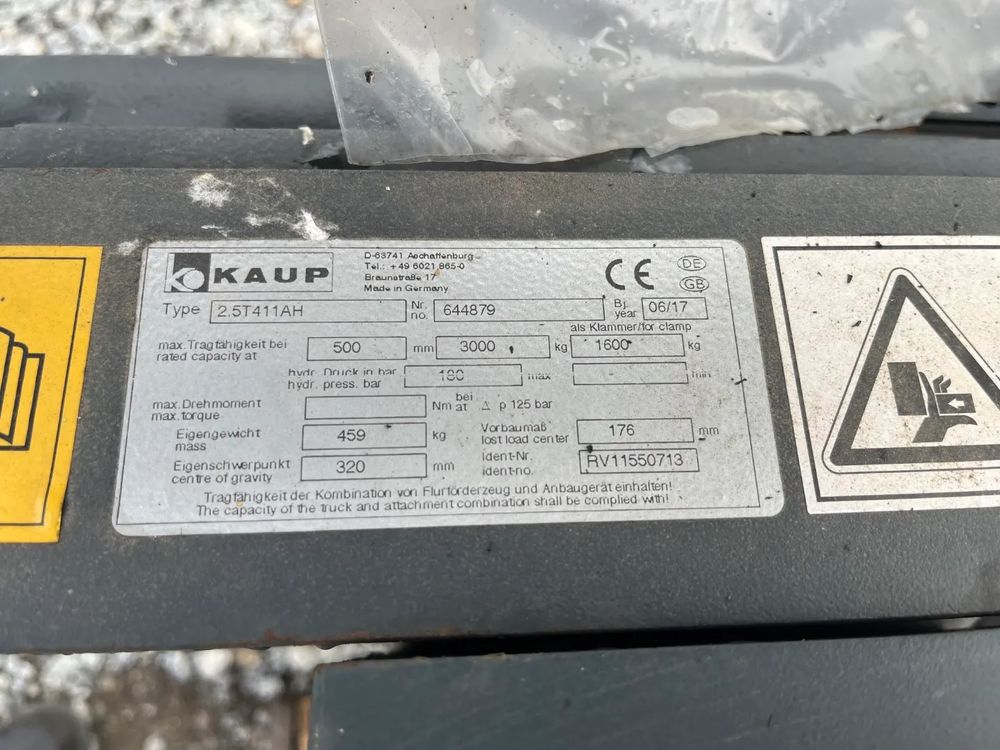 KAUP
D-63741 Aschaffenburg
Tel.: +49 6021 865-0
Braunstraße 17
Made in Germany
CE
DE
GB
Type 2.5T411AH Nr. no. 644879 Bj. year 06/17
als Klammer/for clamp
max. Tragfähigkeit bei
rated capacity at 500 mm 3000 kg 1600 kg
hydr. Druck in bar
hydr. press. bar max min
max. Drehmoment
max. torque Nm bei at Δ p 125 bar
Eigengewicht
mass 459 kg Vorbaumaß
lost load center 176 mm
Eigenschwerpunkt
centre of gravity 320 mm Ident-Nr.
ident-no. RV11550713
Tragfähigkeit der Kombination von Flurförderzeug und Anbaugerät einhalten!
The capacity of the truck and attachment combination shall be complied with!